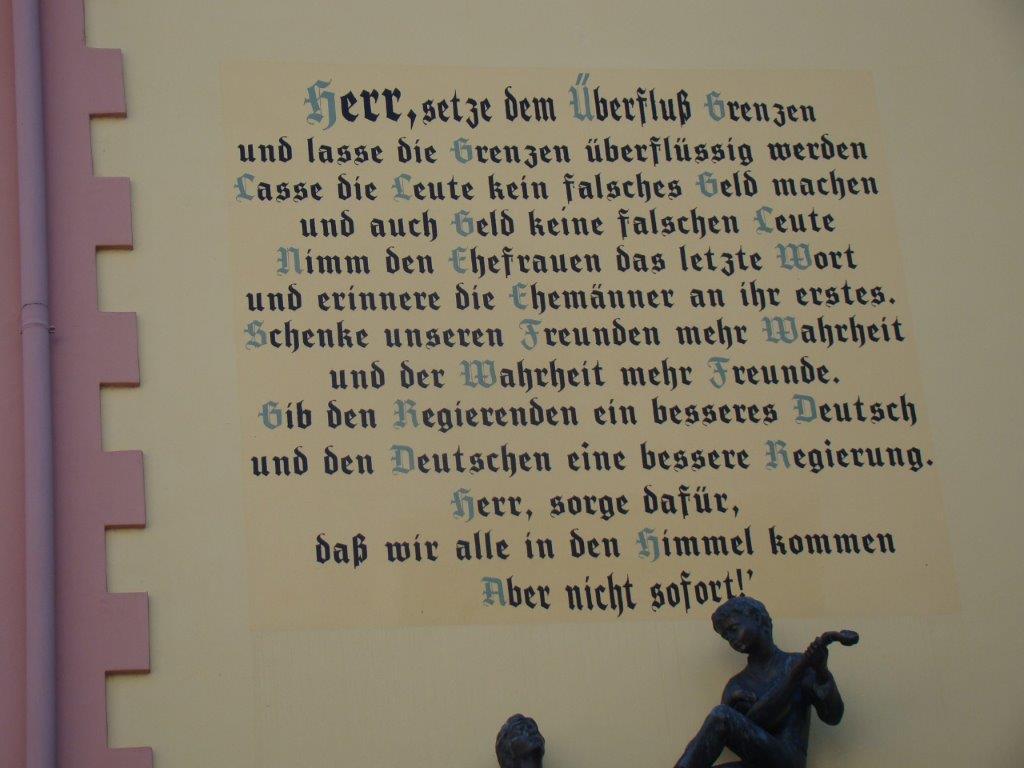 Herr, setze dem Überfluß Grenzen
und lasse die Grenzen überflüssig werden
Lasse die Leute kein falsches Geld machen
und auch Geld keine falschen Leute
Nimm den Ehefrauen das letzte Wort
und erinnere die Ehemänner an ihr erstes.
Schenke unseren Freunden mehr Wahrheit
und der Wahrheit mehr Freunde.
Gib den Regierenden ein besseres Deutsch
und den Deutschen eine bessere Regierung.
Herr, sorge dafür,
daß wir alle in den Himmel kommen
Aber nicht sofort!'